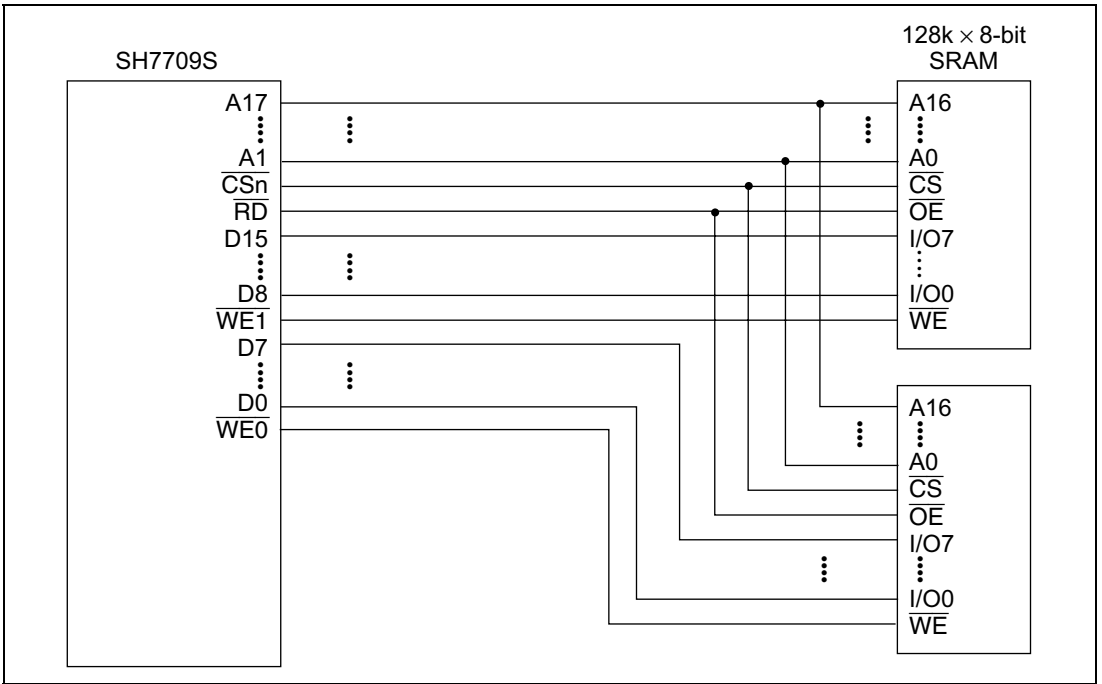 SH7709S
A17
A1
CSn
RD
D15
D8
WE1
D7
D0
WE0
128k × 8-bit
SRAM
A16
A0
CS
OE
I/O7
I/O0
WE
A16
A0
CS
OE
I/O7
I/O0
WE